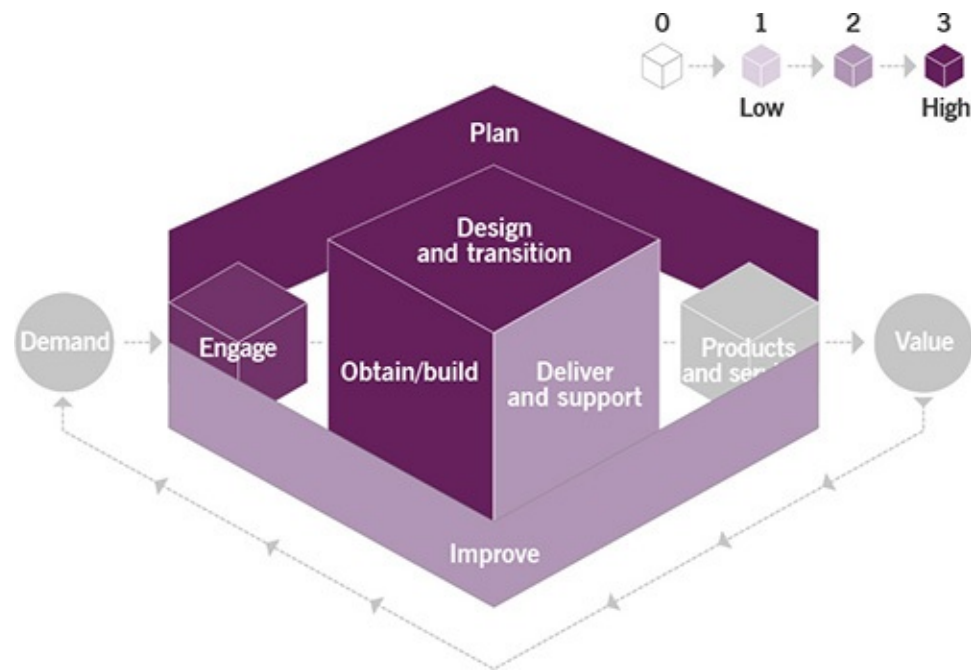 0 1 2 3
Low High
Plan
Design
and transition
Demand
Engage
Obtain/build
Deliver
and support
Products
and
Value
Improve